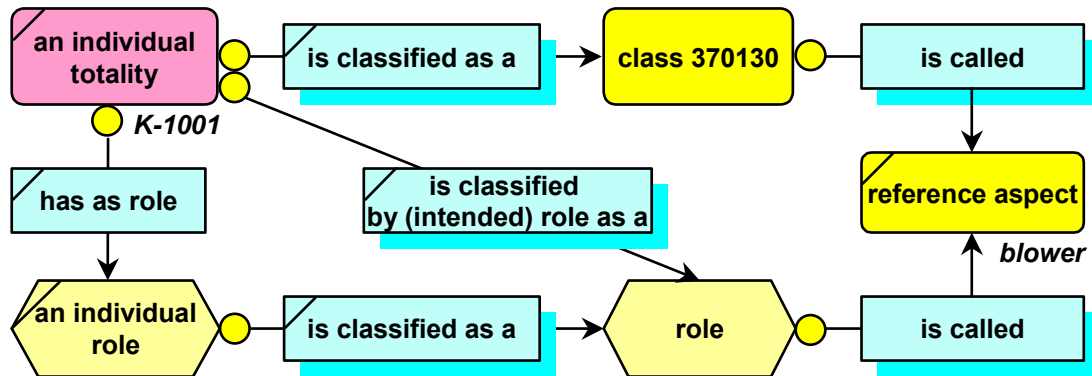 an individual
totality
is classified as a
class 370130
is called
K-1001
has as role
is classified
by (intended) role as a
reference aspect
blower
an individual
role
is classified as a
role
is called